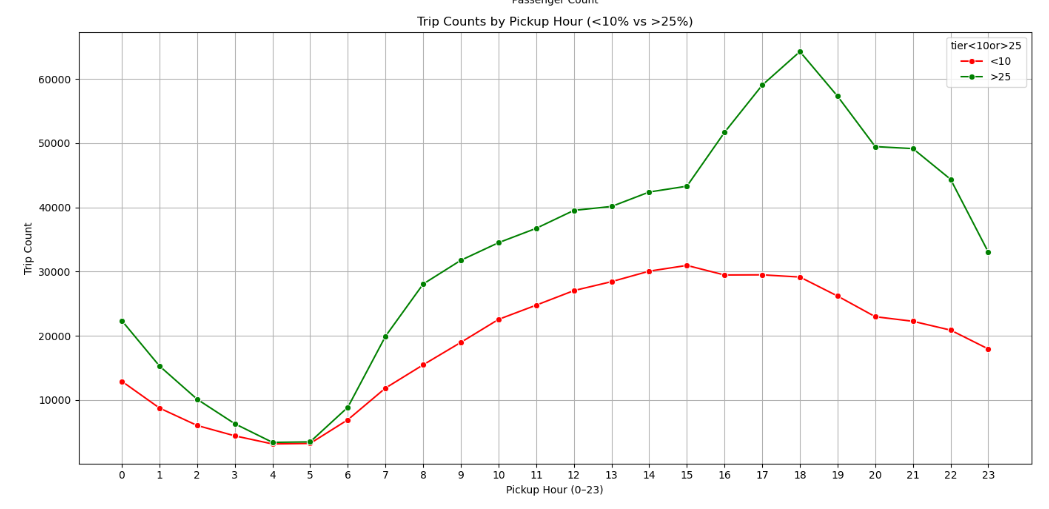 Passenger Count
Trip Counts by Pickup Hour (<10% vs >25%)
tier<10or>25
<10
>25
60000
50000
40000
30000
20000
10000
Trip Count
0 1 2 3 4 5 6 7 8 9 10 11 12 13 14 15 16 17 18 19 20 21 22 23
Pickup Hour (0–23)